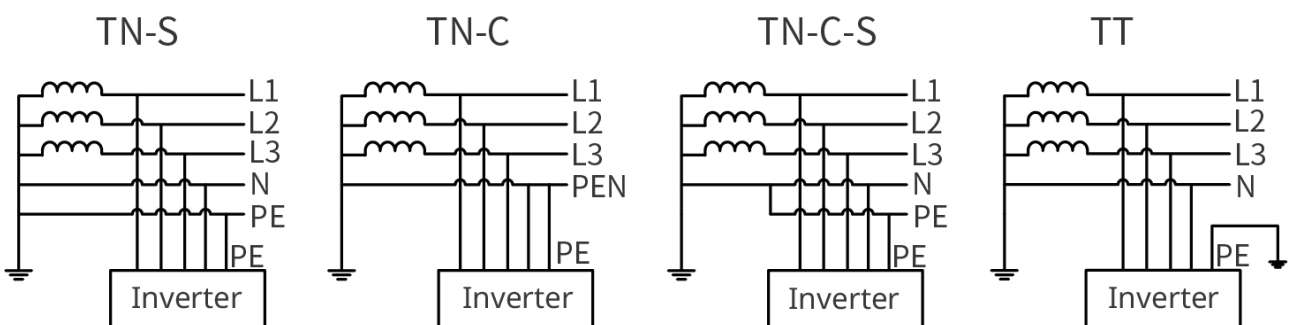 TN-S
TN-C
TN-C-S
TT
L1
L2
L3
N
PE
PE
Inverter
L1
L2
L3
PEN
PE
Inverter
L1
L2
L3
N
PE
PE
Inverter
L1
L2
L3
N
PE
Inverter